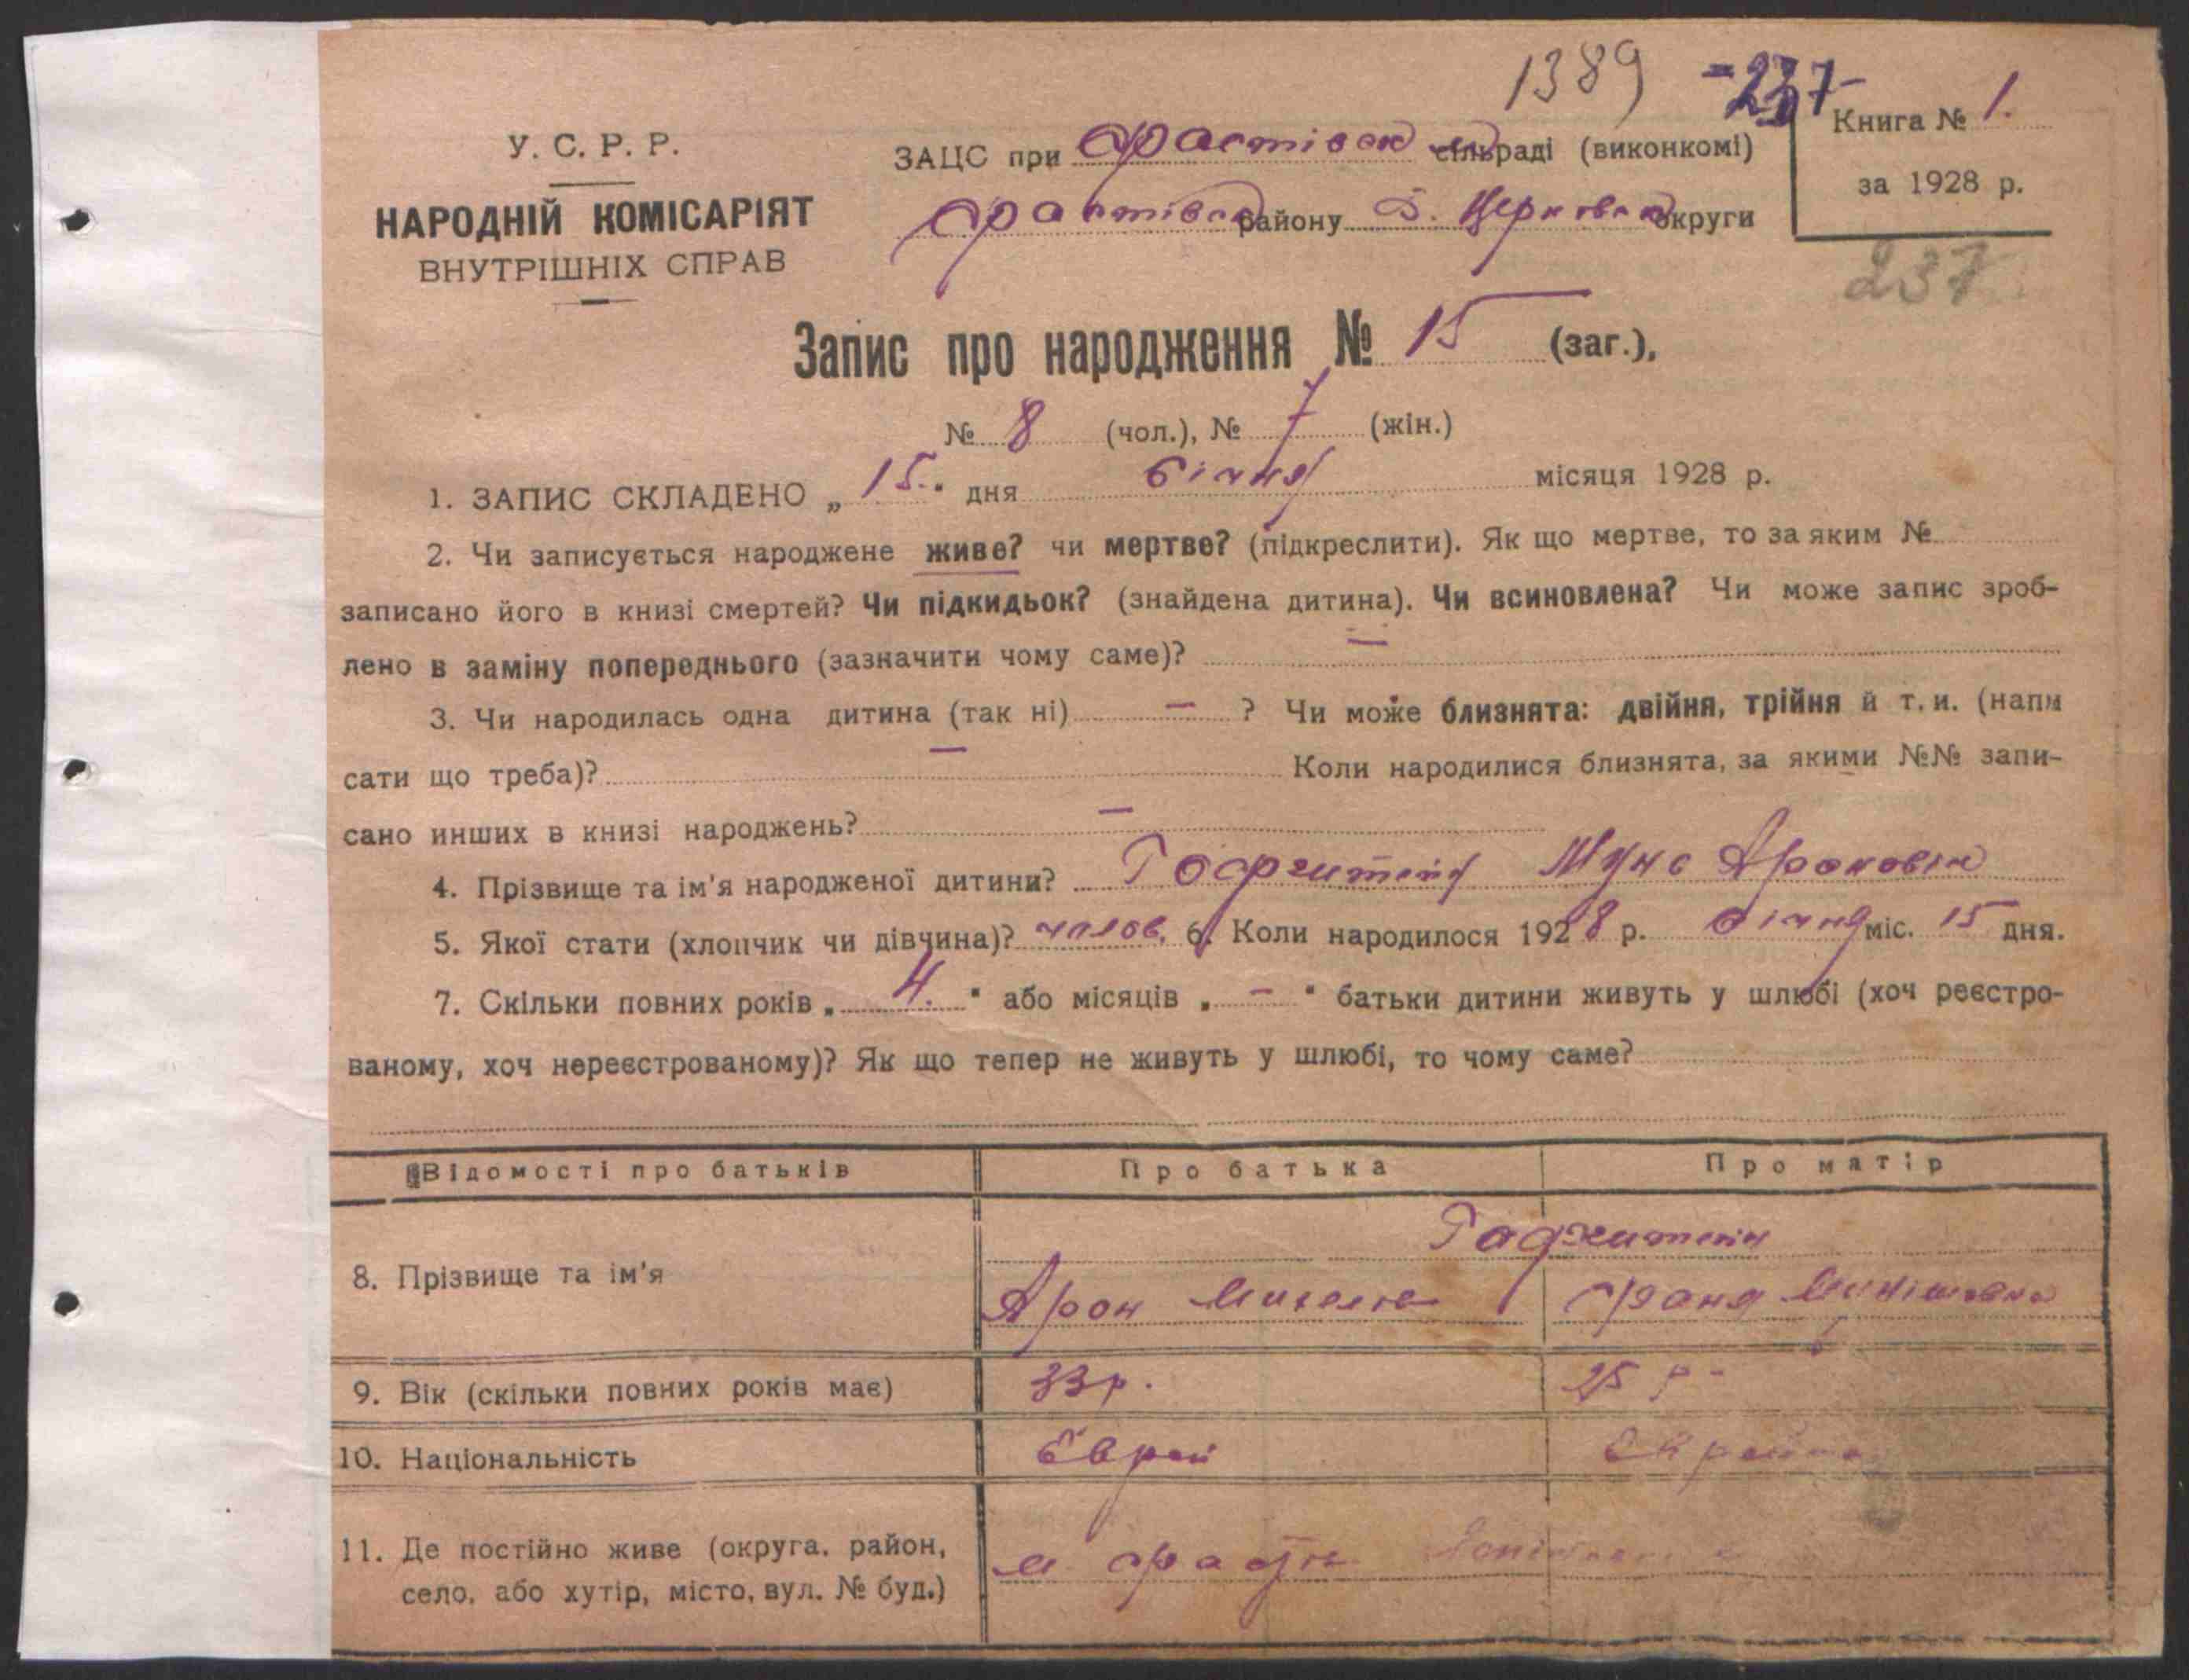 1389 -237-
У. С. Р. Р.
НАРОДНІЙ КОМІСАРІЯТ
ВНУТРІШНІХ СПРАВ
ЗАЦС при Фастівск сільраді (виконкомі)
Фастівск району Б. Церковск округи
Книга № 1.
за 1928 р.
237
Запис про народження № 15 (заг.),
№ 8 (чол.), № 7 (жін.)
1. ЗАПИС СКЛАДЕНО „ 15. " дня січня місяця 1928 р.
2. Чи записується народжене живе? чи мертве? (підкреслити). Як що мертве, то за яким №
записано його в книзі смертей? Чи підкидьок? (знайдена дитина). Чи всиновлена? Чи може запис зроб-
лено в заміну попереднього (зазначити чому саме)? —
3. Чи народилась одна дитина (так ні) — ? Чи може близнята: двійня, трійня й т. и. (напи
сати що треба)? — Коли народилися близнята, за якими №№ запи-
сано инших в книзі народжень? —
4. Прізвище та ім'я народженої дитини?
5. Якої стати (хлопчик чи дівчина)? чолов. 6. Коли народилося 1928 р. січня міс. 15 дня.
7. Скільки повних років „ 4. " або місяців „ – " батьки дитини живуть у шлюбі (хоч реєстро-
ваному, хоч нереєстрованому)? Як що тепер не живуть у шлюбі, то чому саме?
Відомості про батьків Про батька Про матір
8. Прізвище та ім'я
Арон Фаня
9. Вік (скільки повних років має) 33 р. 25 р-
10. Національність Єврей Єврейка
11. Де постійно живе (округа, район,
село, або хутір, місто, вул. № буд.) м. Фастів